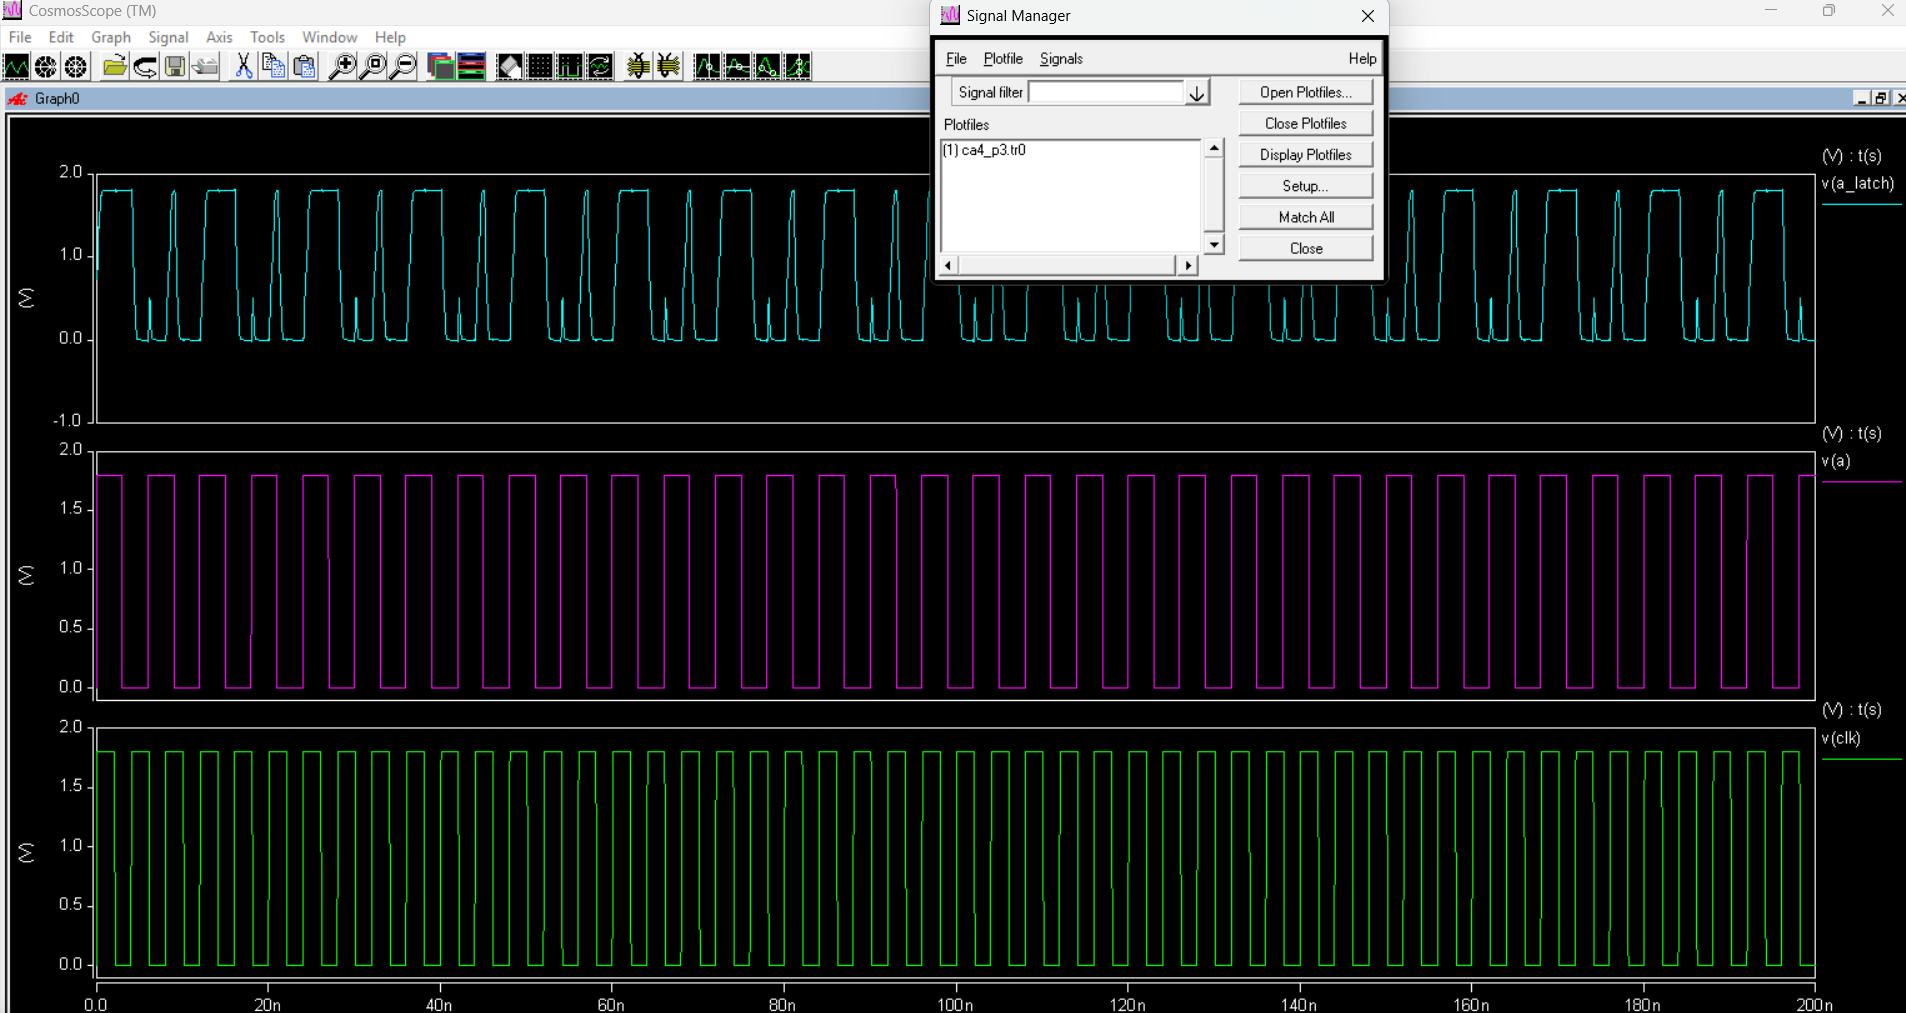 CosmosScope (TM)
File Edit Graph Signal Axis Tools Window Help
Graph0
Signal Manager
File Plotfile Signals Help
Signal filter
Open Plotfiles...
Plotfiles
Close Plotfiles
(1) ca4_p3.tr0
Display Plotfiles
Setup...
Match All
Close
(V) : t(s)
v(a_latch)
2.0
1.0
(V)
0.0
-1.0
(V) : t(s)
v(a)
2.0
1.5
1.0
(V)
0.5
0.0
(V) : t(s)
v(clk)
2.0
1.5
1.0
(V)
0.5
0.0
0.0 20n 40n 60n 80n 100n 120n 140n 160n 180n 200n